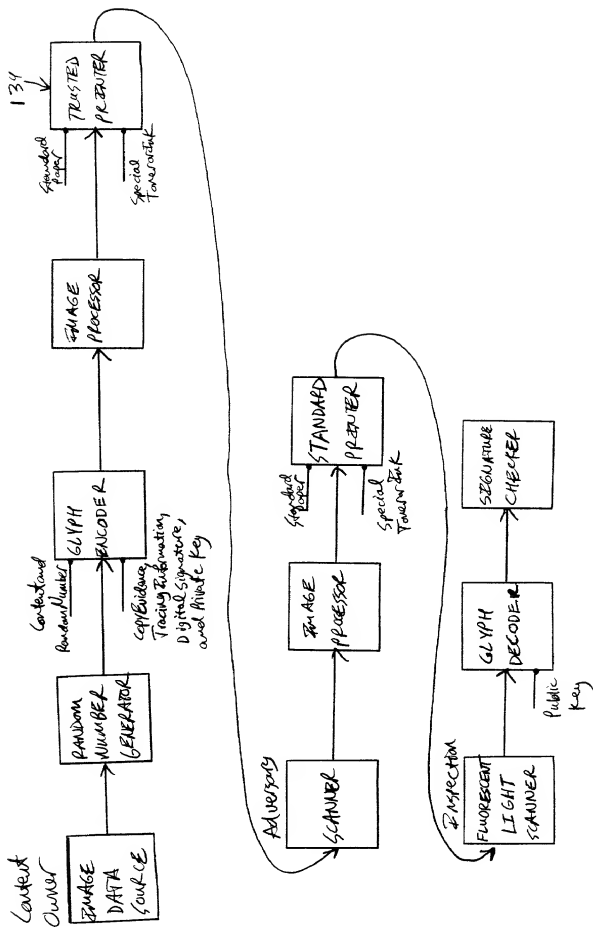 Content
Owner
IMAGE
DATA
SOURCE
RANDOM
NUMBER
GENERATOR
Content and
Random Number
GLYPH
ENCODER
Copy Evidence,
Tracing Information,
Digital Signature,
and Private Key
IMAGE
PROCESSOR
134
Standard
Paper
TRUSTED
PRINTER
Special
Toner or Ink
Adversary
SCANNER
IMAGE
PROCESSOR
Standard
Paper
STANDARD
PRINTER
Special
Toner or Ink
Inspection
FLUORESCENT
LIGHT
SCANNER
GLYPH
DECODER
Public
Key
SIGNATURE
CHECKER